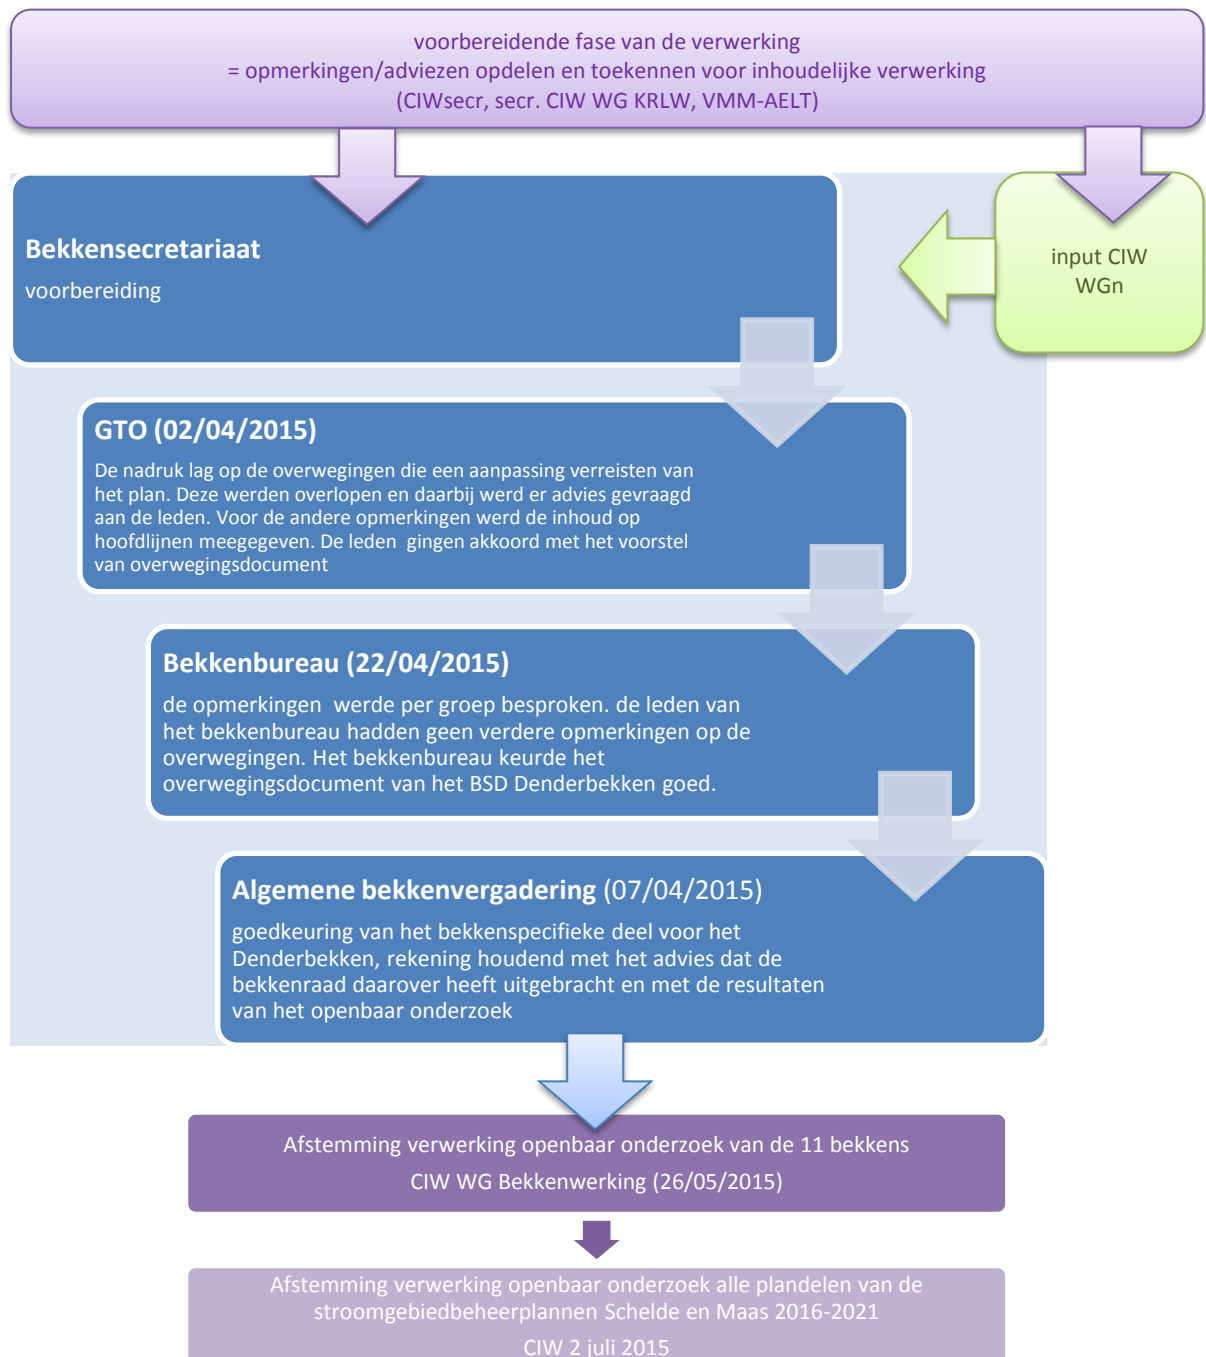 voorbereidende fase van de verwerking
= opmerkingen/adviezen opdelen en toekennen voor inhoudelijke verwerking
(CIWsecr, secr. CIW WG KRLW, VMM-AELT)
Bekkensecretariaat
voorbereiding
input CIW
WGn
GTO (02/04/2015)
De nadruk lag op de overwegingen die een aanpassing verreisten van
het plan. Deze werden overlopen en daarbij werd er advies gevraagd
aan de leden. Voor de andere opmerkingen werd de inhoud op
hoofdlijnen meegegeven. De leden  gingen akkoord met het voorstel
van overwegingsdocument
Bekkenbureau (22/04/2015)
de opmerkingen  werde per groep besproken. de leden van
het bekkenbureau hadden geen verdere opmerkingen op de
overwegingen. Het bekkenbureau keurde het
overwegingsdocument van het BSD Denderbekken goed.
Algemene bekkenvergadering (07/04/2015)
goedkeuring van het bekkenspecifieke deel voor het
Denderbekken, rekening houdend met het advies dat de
bekkenraad daarover heeft uitgebracht en met de resultaten
van het openbaar onderzoek
Afstemming verwerking openbaar onderzoek van de 11 bekkens
CIW WG Bekkenwerking (26/05/2015)
Afstemming verwerking openbaar onderzoek alle plandelen van de
stroomgebiedbeheerplannen Schelde en Maas 2016-2021
CIW 2 juli 2015